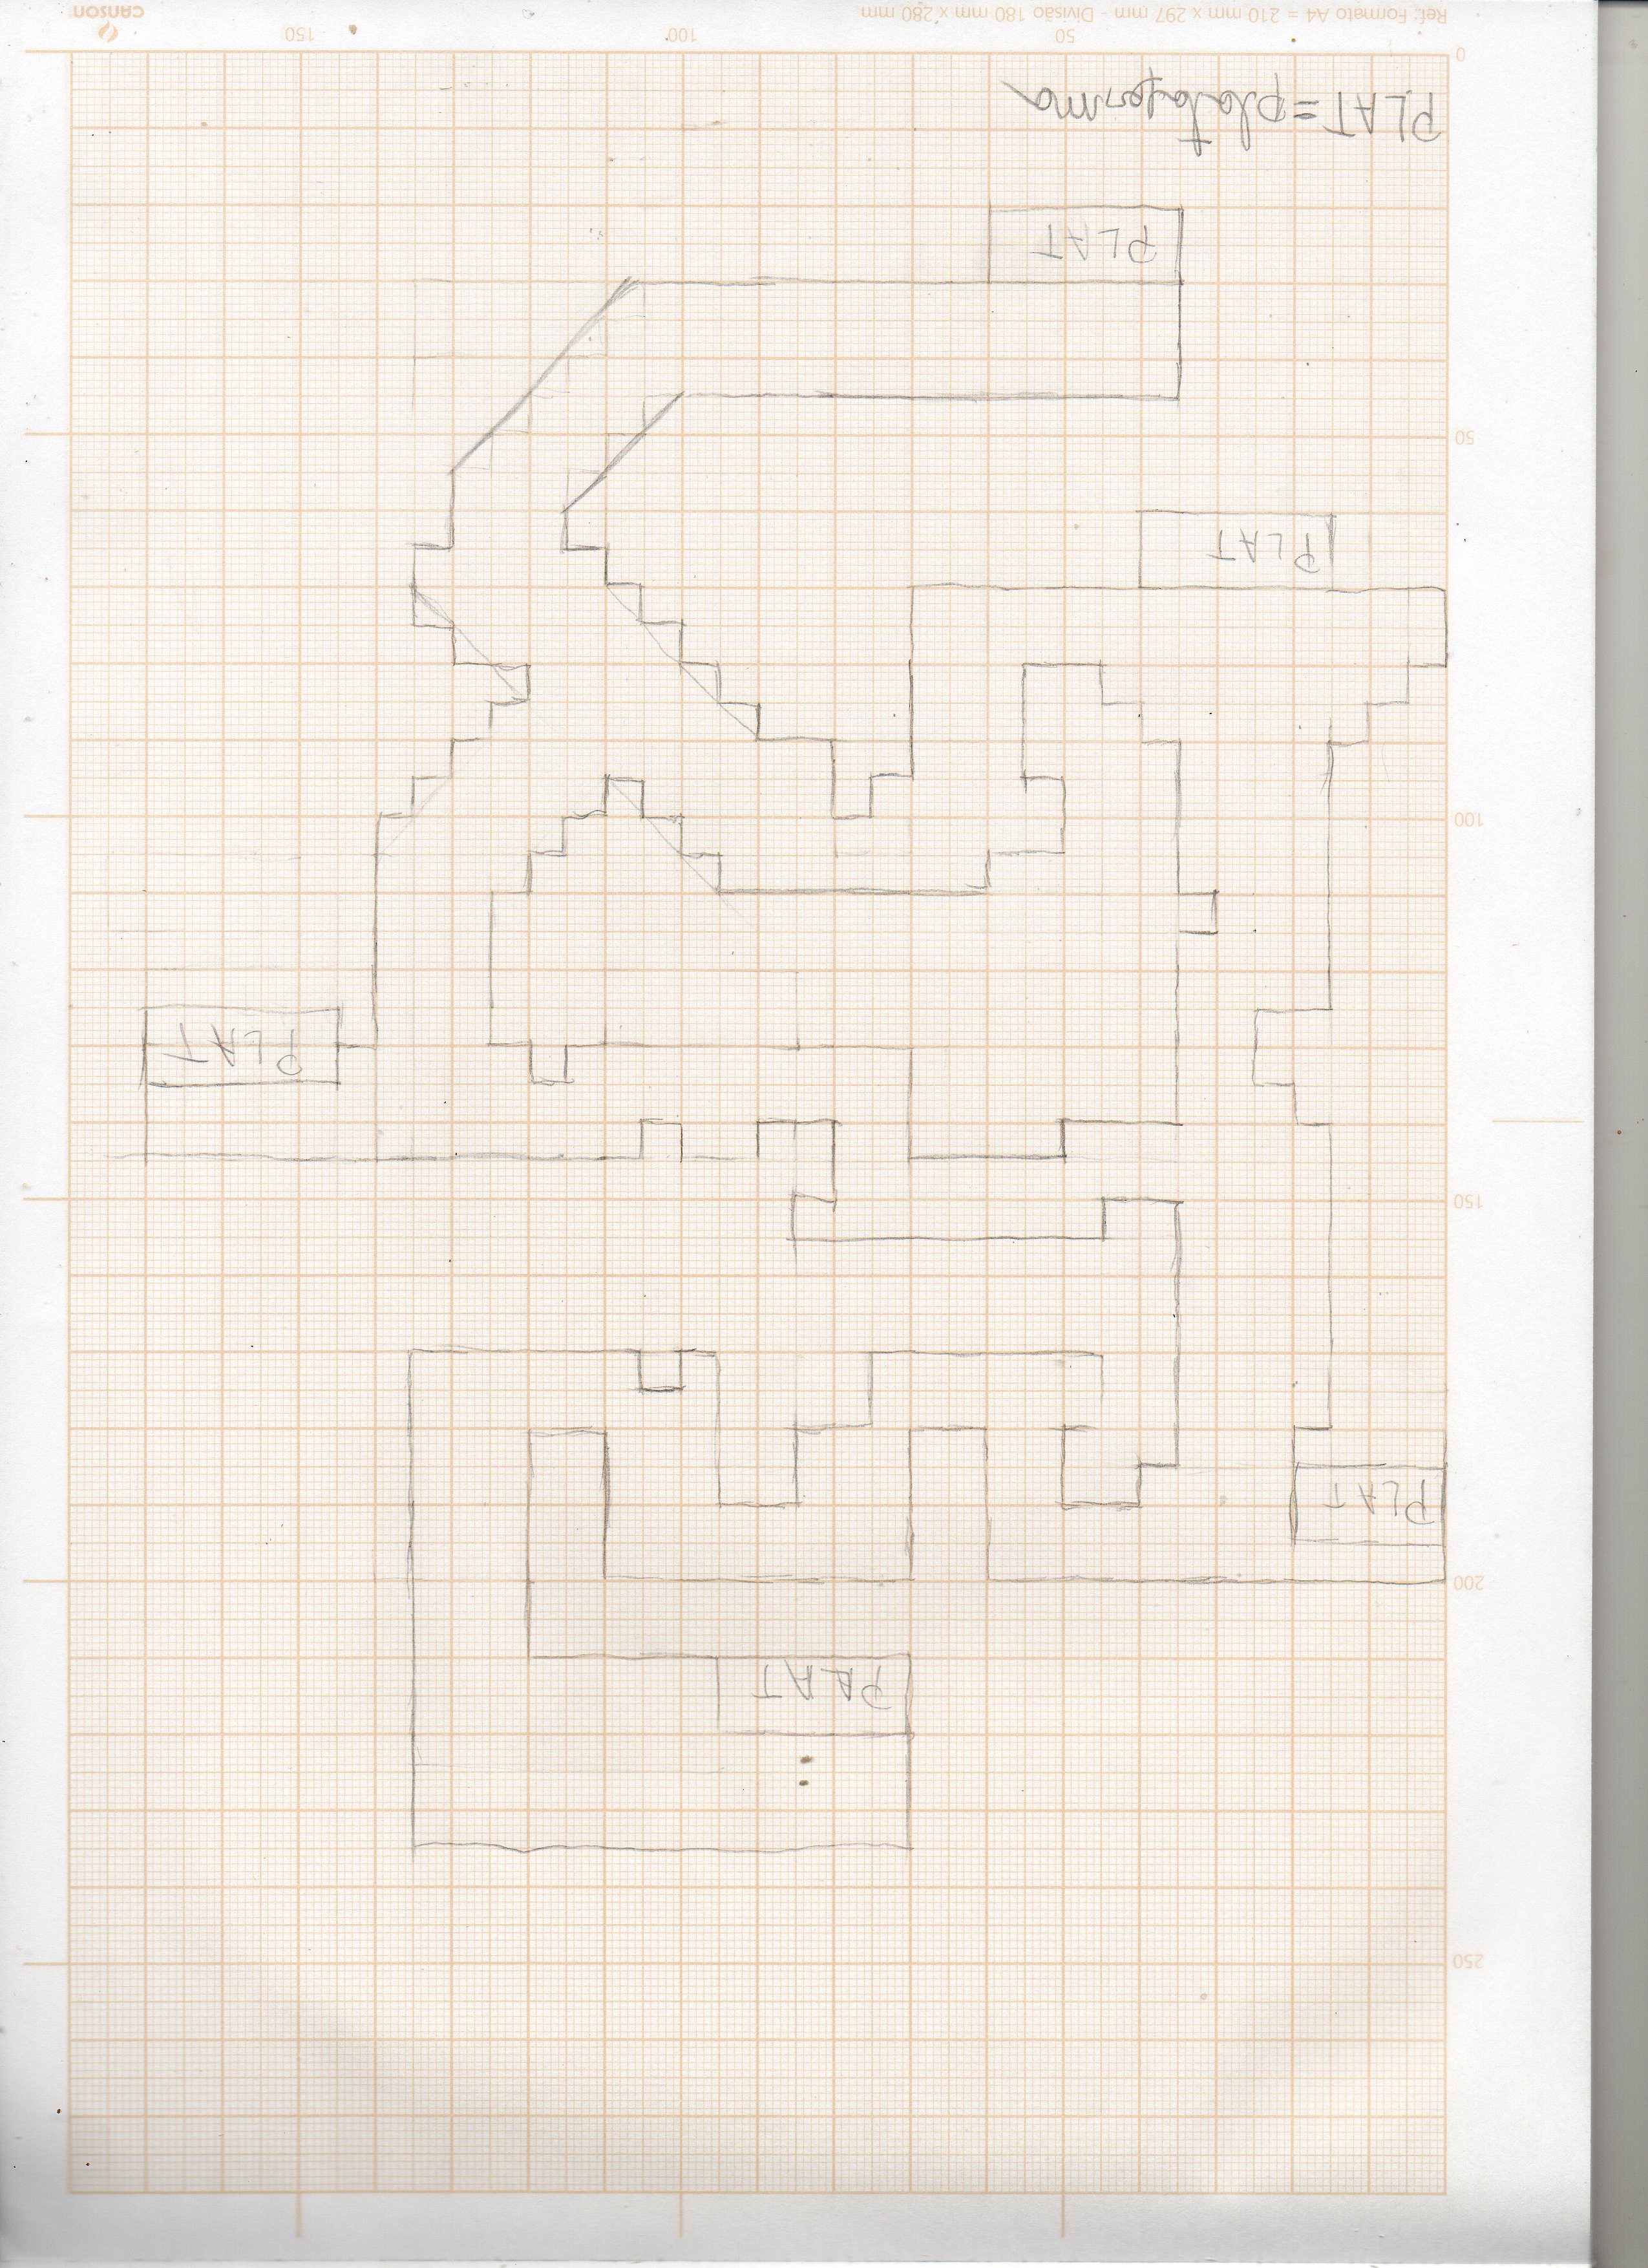 250
PLAT
200
PLAT
150
PLAT
100
PLAT
50
PLAT
PLAT=plataforma
0
50 100 150
Ref.: Formato A4 = 210 mm x 297 mm - Divisão 180 mm x 280 mm
CANSON